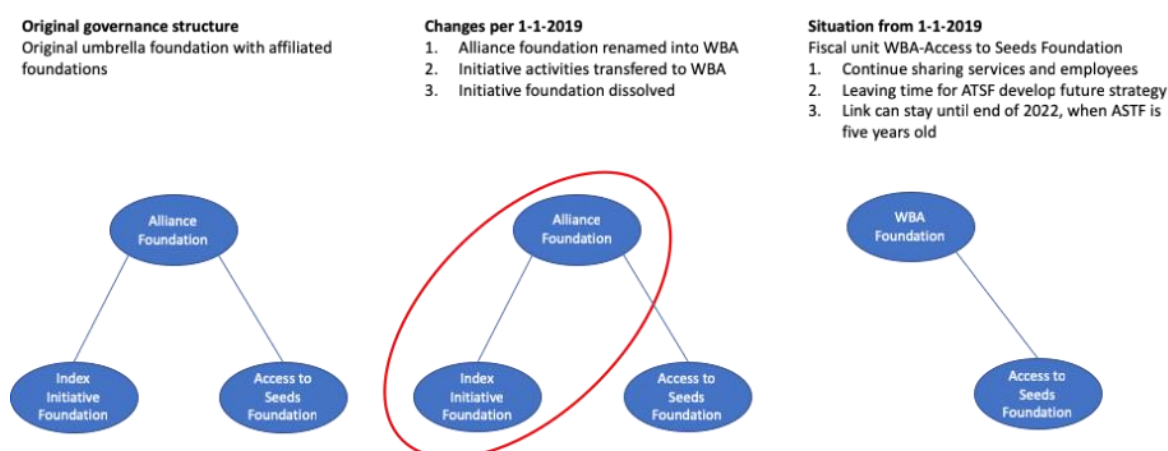 Original governance structure
Original umbrella foundation with affiliated
foundations
Alliance
Foundation
Index
Initiative
Foundation
Access to
Seeds
Foundation
Changes per 1-1-2019
1. Alliance foundation renamed into WBA
2. Initiative activities transfered to WBA
3. Initiative foundation dissolved
Alliance
Foundation
Index
Initiative
Foundation
Access to
Seeds
Foundation
Situation from 1-1-2019
Fiscal unit WBA-Access to Seeds Foundation
1. Continue sharing services and employees
2. Leaving time for ATSF develop future strategy
3. Link can stay until end of 2022, when ASTF is
five years old
WBA
Foundation
Access to
Seeds
Foundation